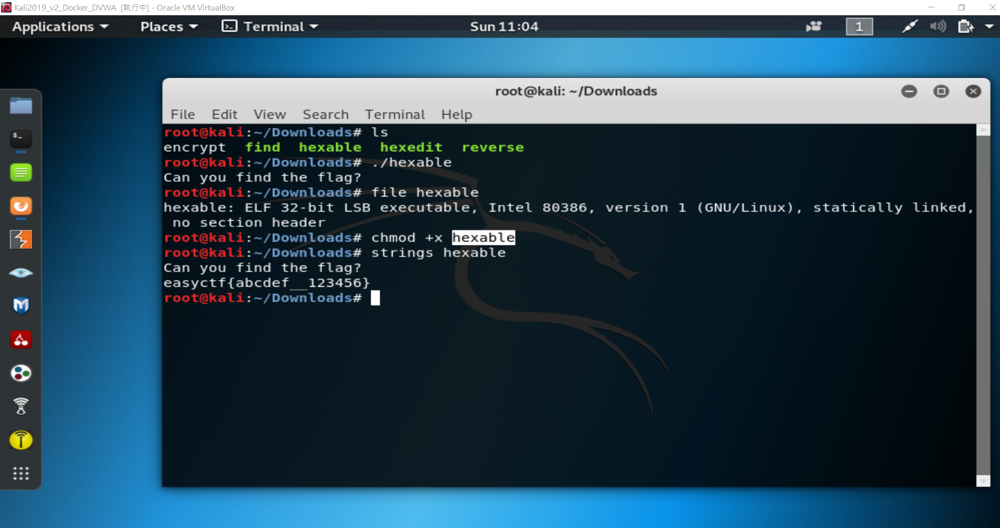 Kali2019_v2_Docker_DVWA [執行中] - Oracle VM VirtualBox
Applications Places Terminal Sun 11:04 1
root@kali: ~/Downloads
File Edit View Search Terminal Help
root@kali:~/Downloads# ls
encrypt find hexable hexedit reverse
root@kali:~/Downloads# ./hexable
Can you find the flag?
root@kali:~/Downloads# file hexable
hexable: ELF 32-bit LSB executable, Intel 80386, version 1 (GNU/Linux), statically linked,
no section header
root@kali:~/Downloads# chmod +x hexable
root@kali:~/Downloads# strings hexable
Can you find the flag?
easyctf{abcdef__123456}
root@kali:~/Downloads#